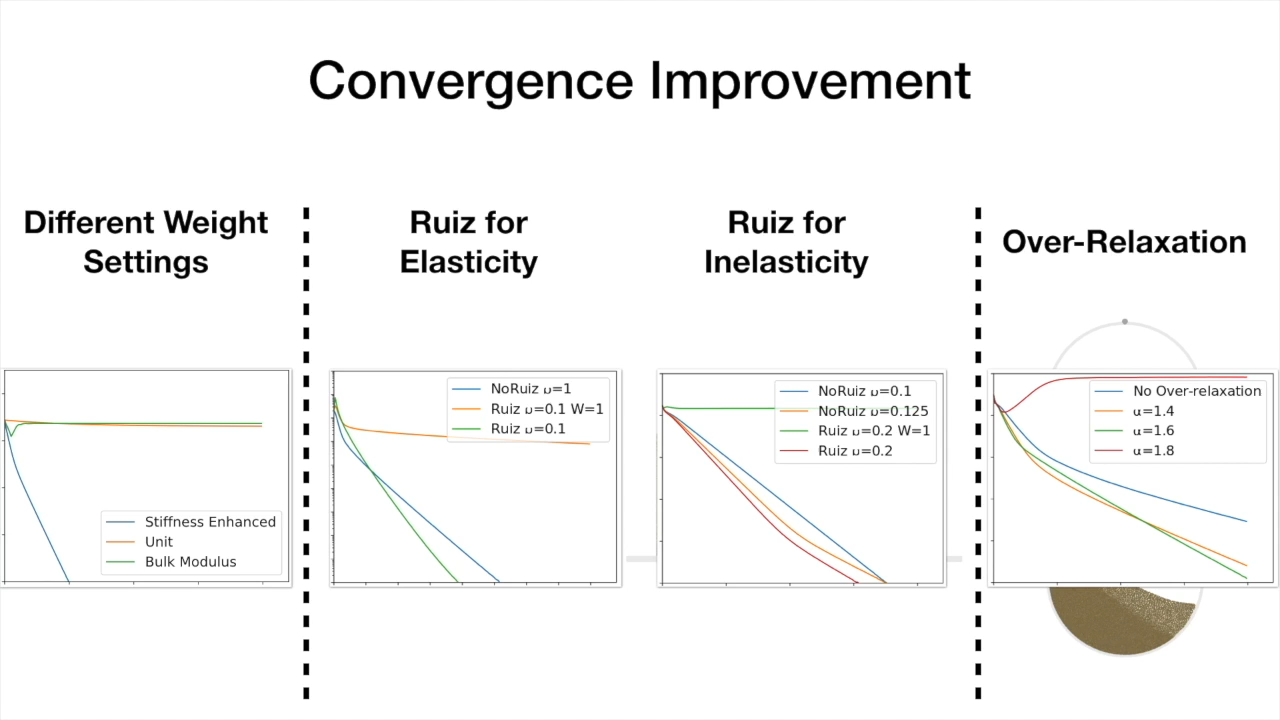 Convergence Improvement
Different Weight
Settings
Ruiz for
Elasticity
Ruiz for
Inelasticity
Over-Relaxation
Stiffness Enhanced
Unit
Bulk Modulus
NoRuiz υ=1
Ruiz υ=0.1 W=1
Ruiz υ=0.1
NoRuiz υ=0.1
NoRuiz υ=0.125
Ruiz υ=0.2 W=1
Ruiz υ=0.2
No Over-relaxation
α=1.4
α=1.6
α=1.8